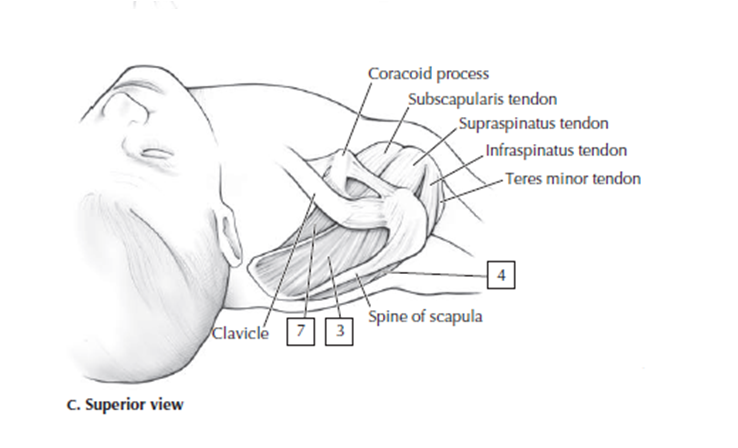 Coracoid process
Subscapularis tendon
Supraspinatus tendon
Infraspinatus tendon
Teres minor tendon
4
Spine of scapula
Clavicle
7
3
C. Superior view